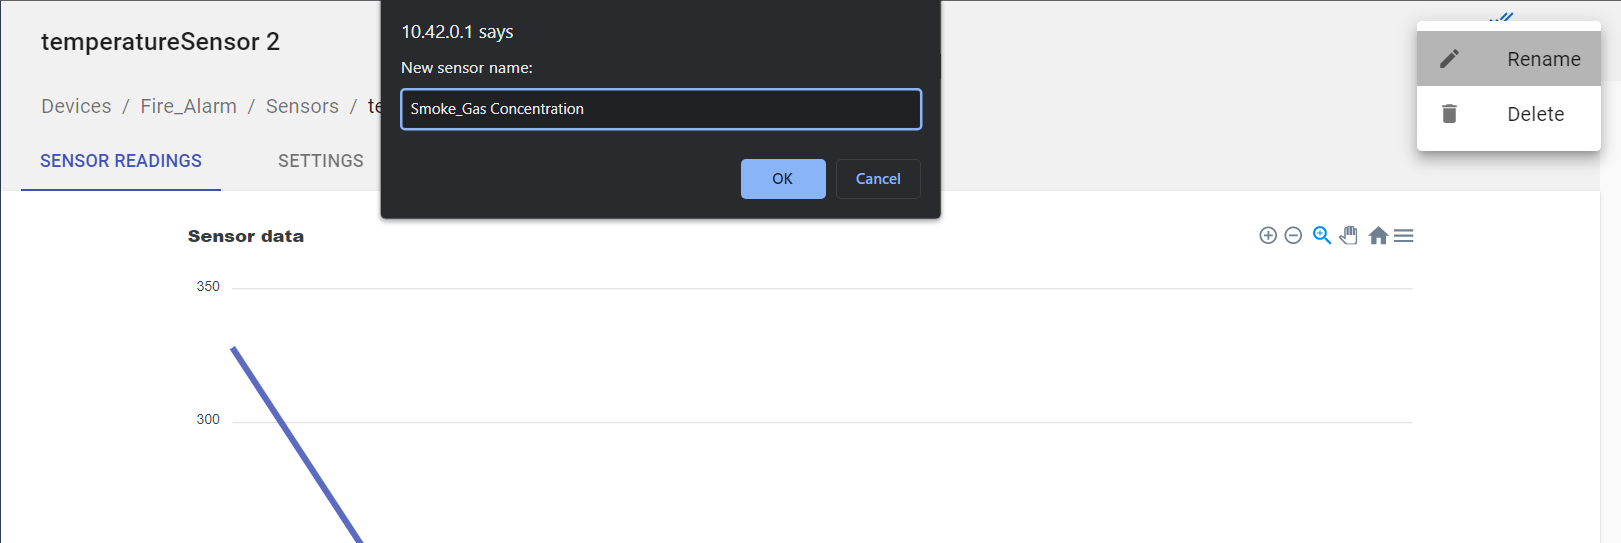 temperatureSensor 2
10.42.0.1 says
New sensor name:
Smoke_Gas Concentration
OK Cancel
Rename
Delete
Devices / Fire_Alarm / Sensors / te
SENSOR READINGS SETTINGS
Sensor data
350
300